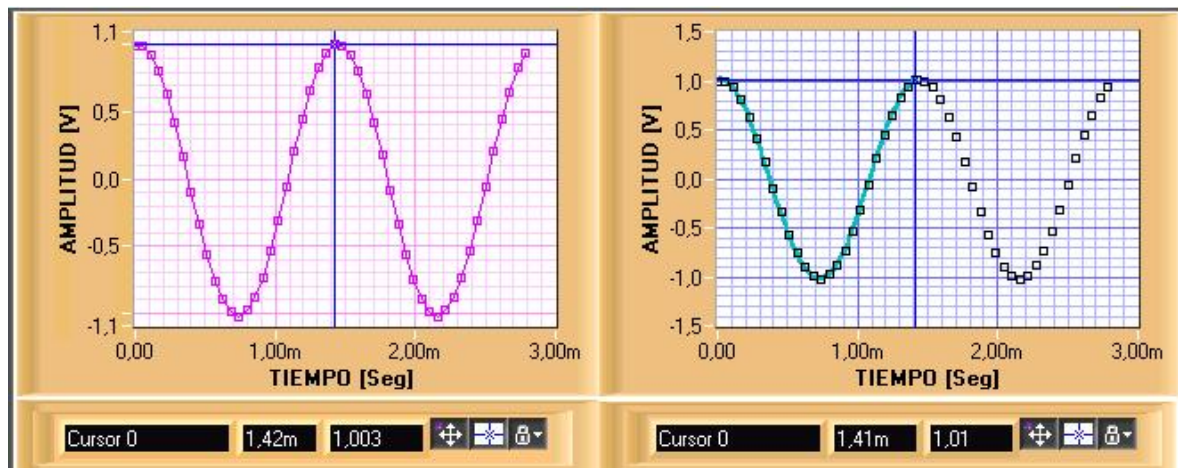 1,1
0,5
0,0
-0,5
-1,1
AMPLITUD [V]
0,00
1,00m
2,00m
3,00m
TIEMPO [Seg]
1,5
1,0
0,5
0,0
-0,5
-1,0
-1,5
AMPLITUD [V]
0,00
1,00m
2,00m
3,00m
TIEMPO [Seg]
Cursor 0
1,42m
1,003
Cursor 0
1,41m
1,01